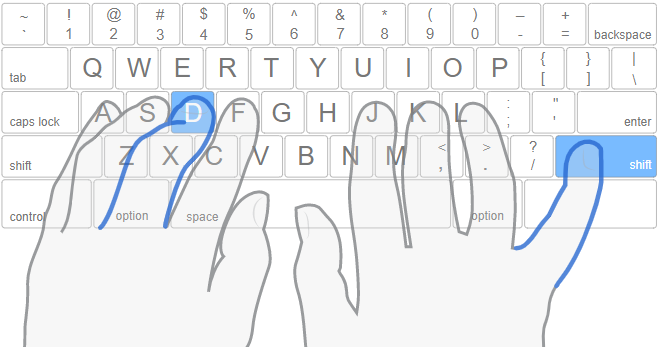 ~ ! @ # $ % ^ & * ( ) – +
` 1 2 3 4 5 6 7 8 9 0 - = backspace
tab Q W E R T Y U I O P { [ } ] | \
caps lock A S D F G H J K L : ; " ' enter
shift Z X C V B N M < , > . ? / shift
control option space option